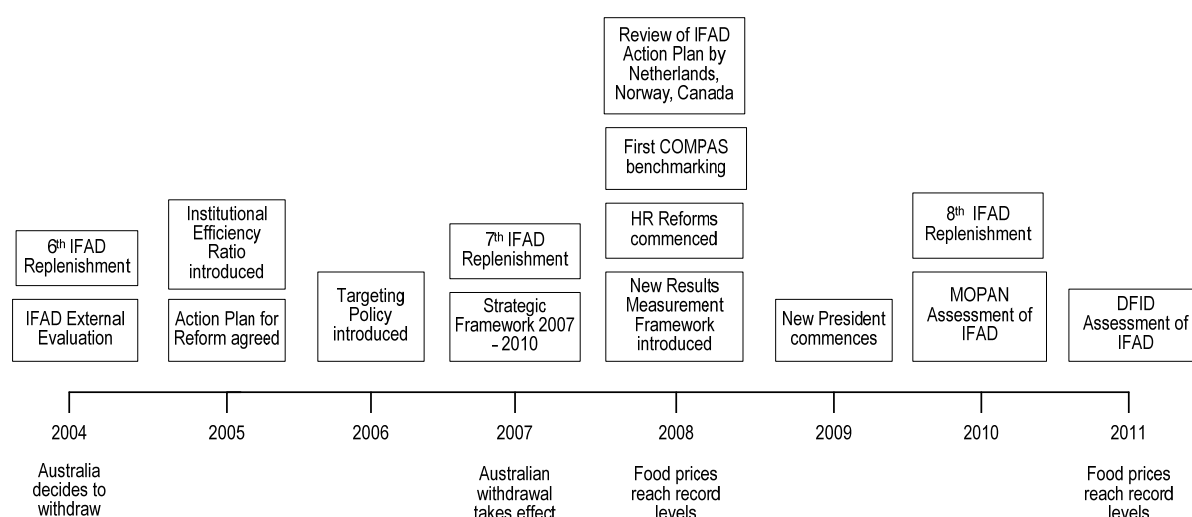 Review of IFAD
Action Plan by
Netherlands,
Norway, Canada
First COMPAS
benchmarking
HR Reforms
commenced
New Results
Measurement
Framework
introduced
6th IFAD
Replenishment
IFAD External
Evaluation
Institutional
Efficiency
Ratio
introduced
Action Plan for
Reform agreed
Targeting
Policy
introduced
7th IFAD
Replenishment
Strategic
Framework 2007
– 2010
New President
commences
8th IFAD
Replenishment
MOPAN
Assessment of
IFAD
DFID
Assessment of
IFAD
2004
2005
2006
2007
2008
2009
2010
2011
Australia
decides to
withdraw
Australian
withdrawal
takes effect
Food prices
reach record
levels
Food prices
reach record
levels